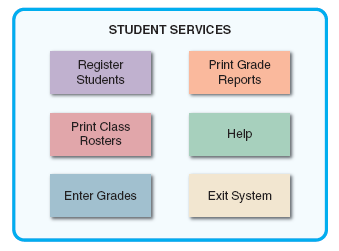 STUDENT SERVICES
Register
Students
Print Grade
Reports
Print Class
Rosters
Help
Enter Grades
Exit System